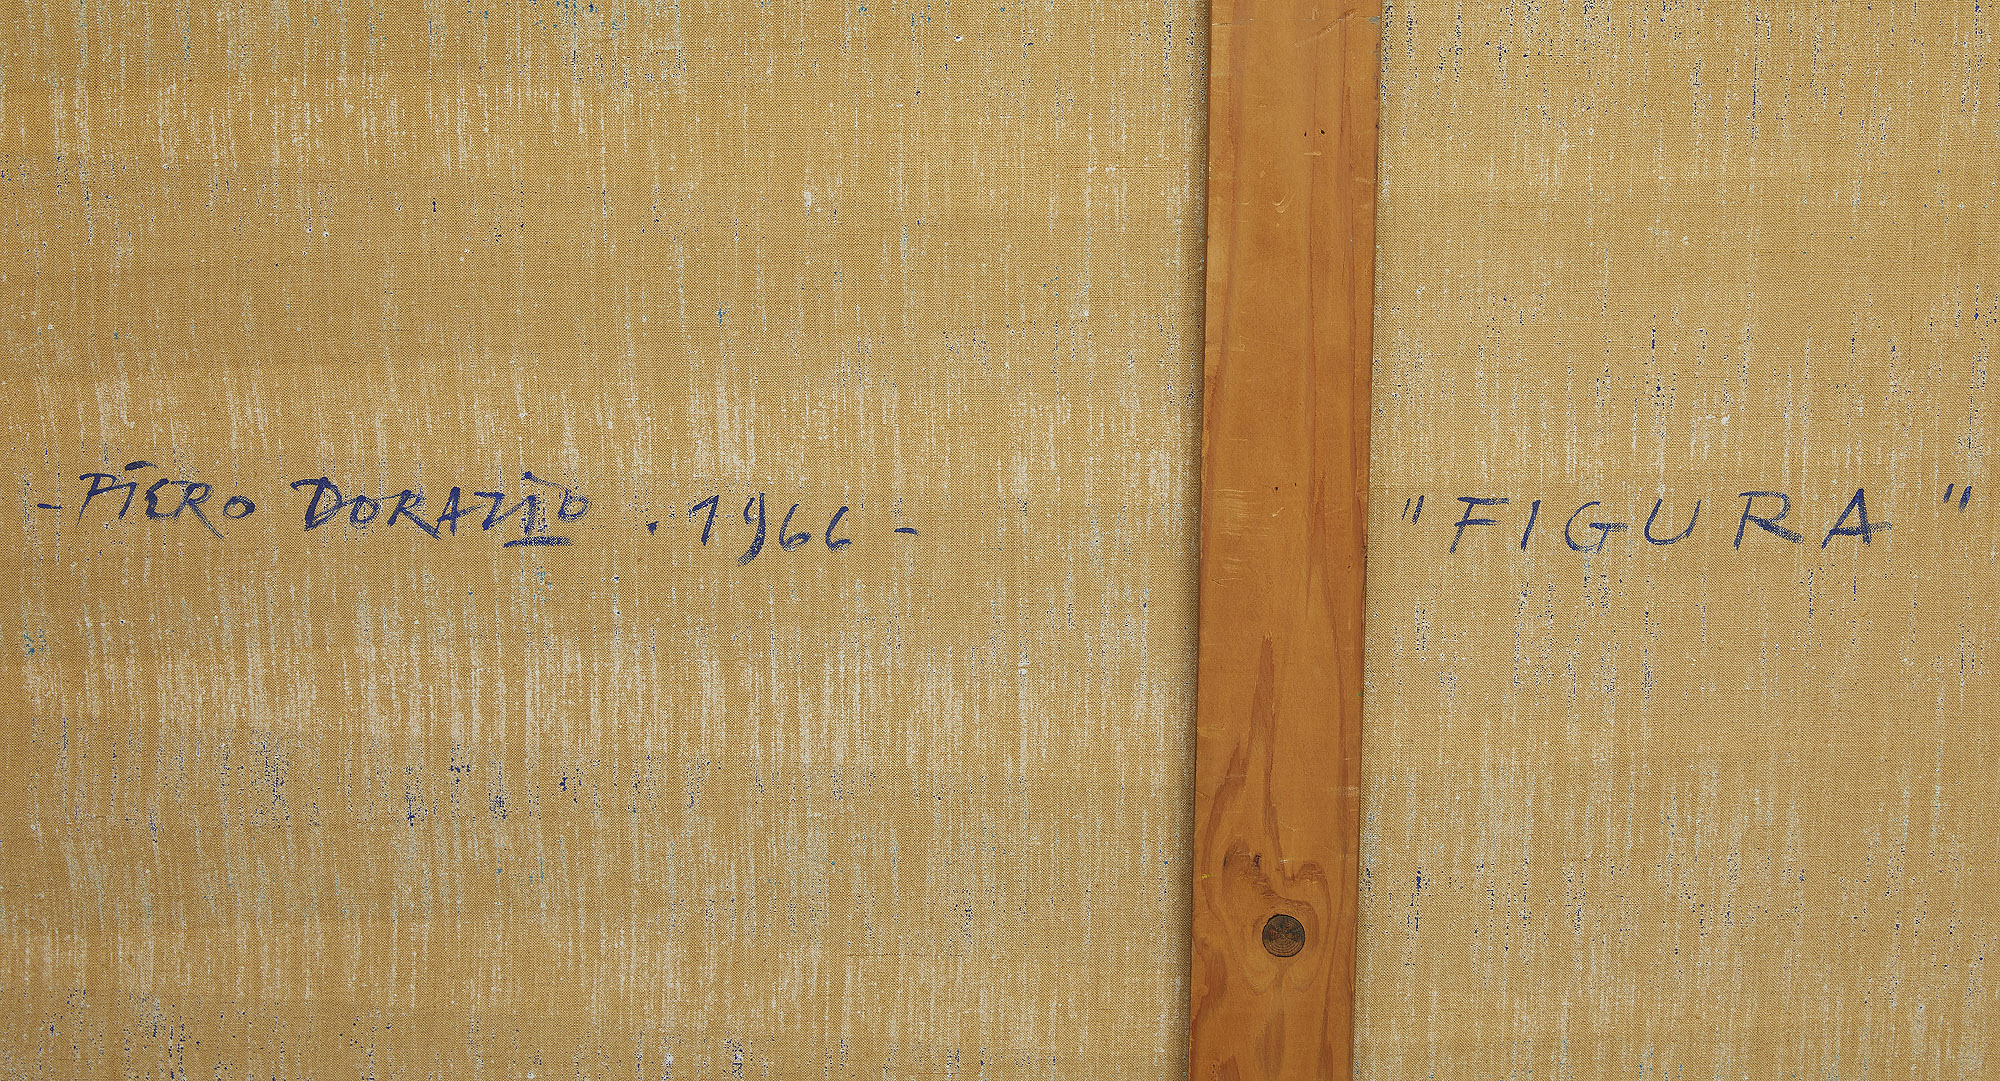 - PIERO DORAZIO . 1966 - "FIGURA"